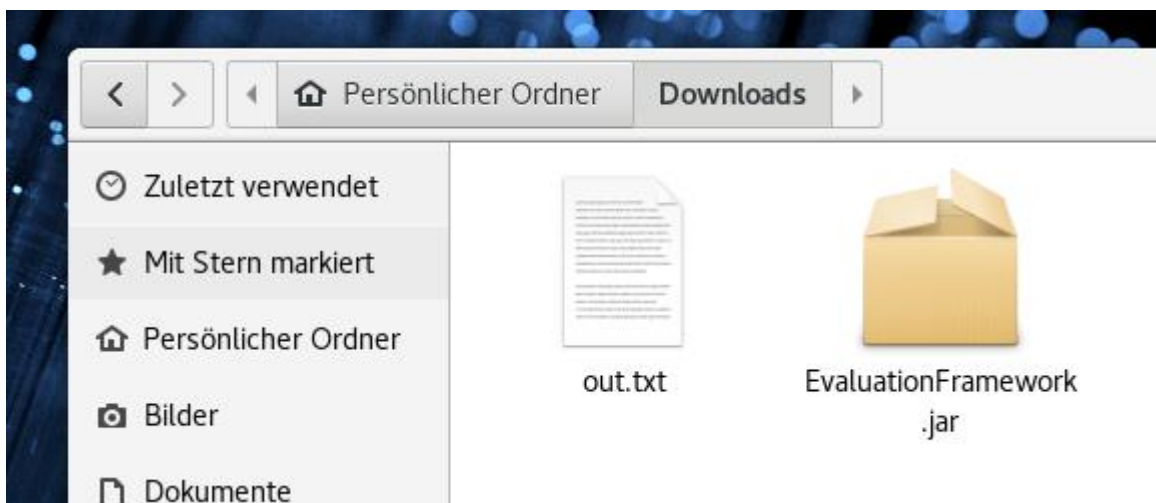 Persönlicher Ordner Downloads
Zuletzt verwendet
Mit Stern markiert
Persönlicher Ordner
Bilder
Dokumente
out.txt
EvaluationFramework
.jar